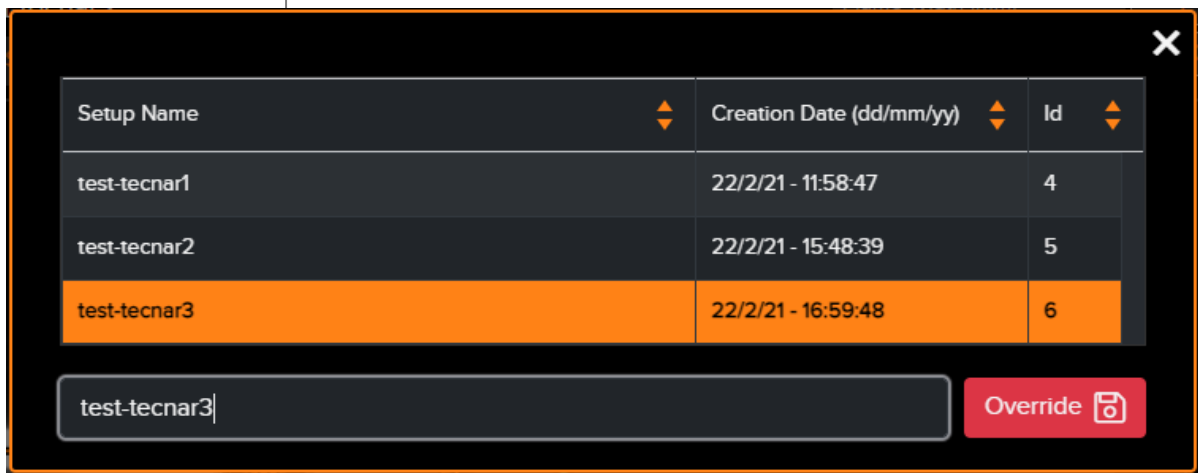 Setup Name Creation Date (dd/mm/yy) Id
test-tecnar1 22/2/21 - 11:58:47 4
test-tecnar2 22/2/21 - 15:48:39 5
test-tecnar3 22/2/21 - 16:59:48 6
test-tecnar3 Override